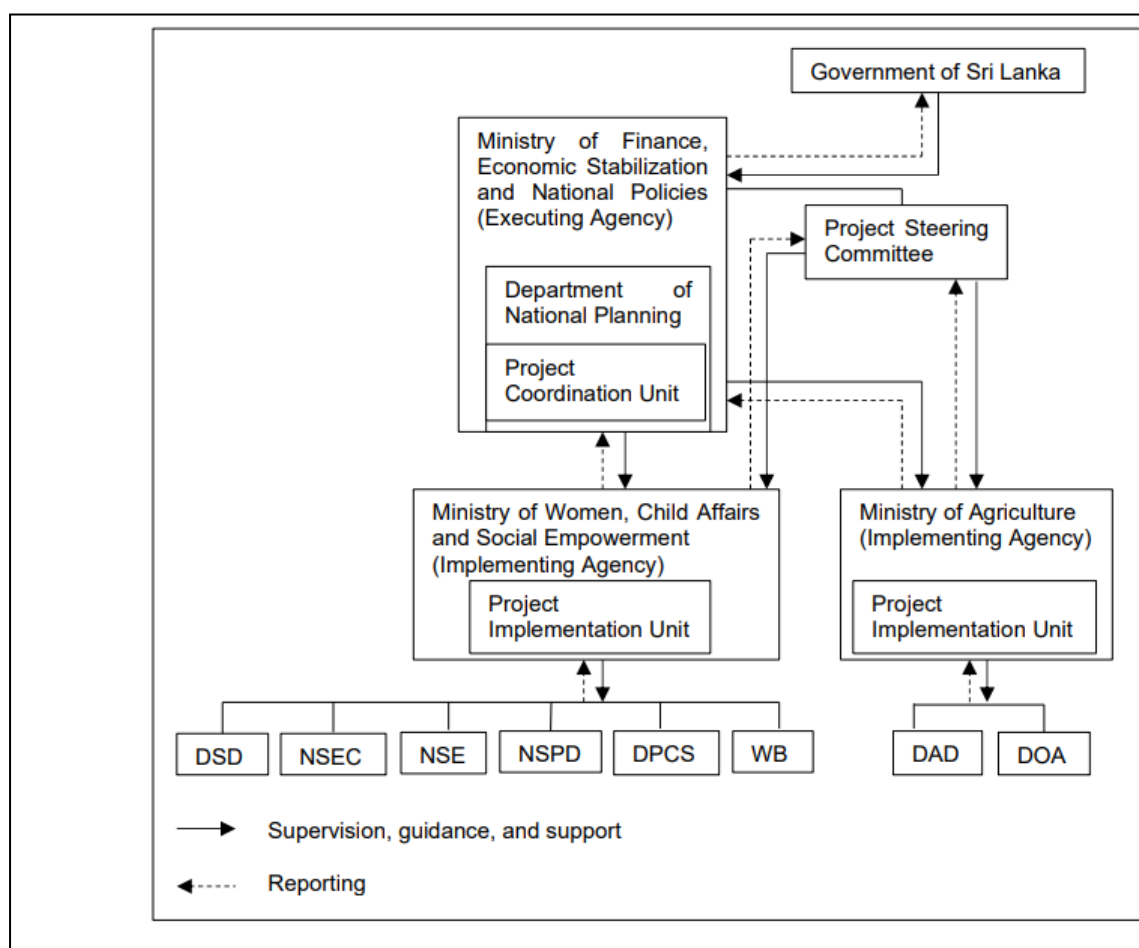 Government of Sri Lanka
Ministry of Finance,
Economic Stabilization
and National Policies
(Executing Agency)
Project Steering
Committee
Department of
National Planning
Project
Coordination Unit
Ministry of Women, Child Affairs
and Social Empowerment
(Implementing Agency)
Project
Implementation Unit
Ministry of Agriculture
(Implementing Agency)
Project
Implementation Unit
DSD
NSEC
NSE
NSPD
DPCS
WB
DAD
DOA
Supervision, guidance, and support
Reporting